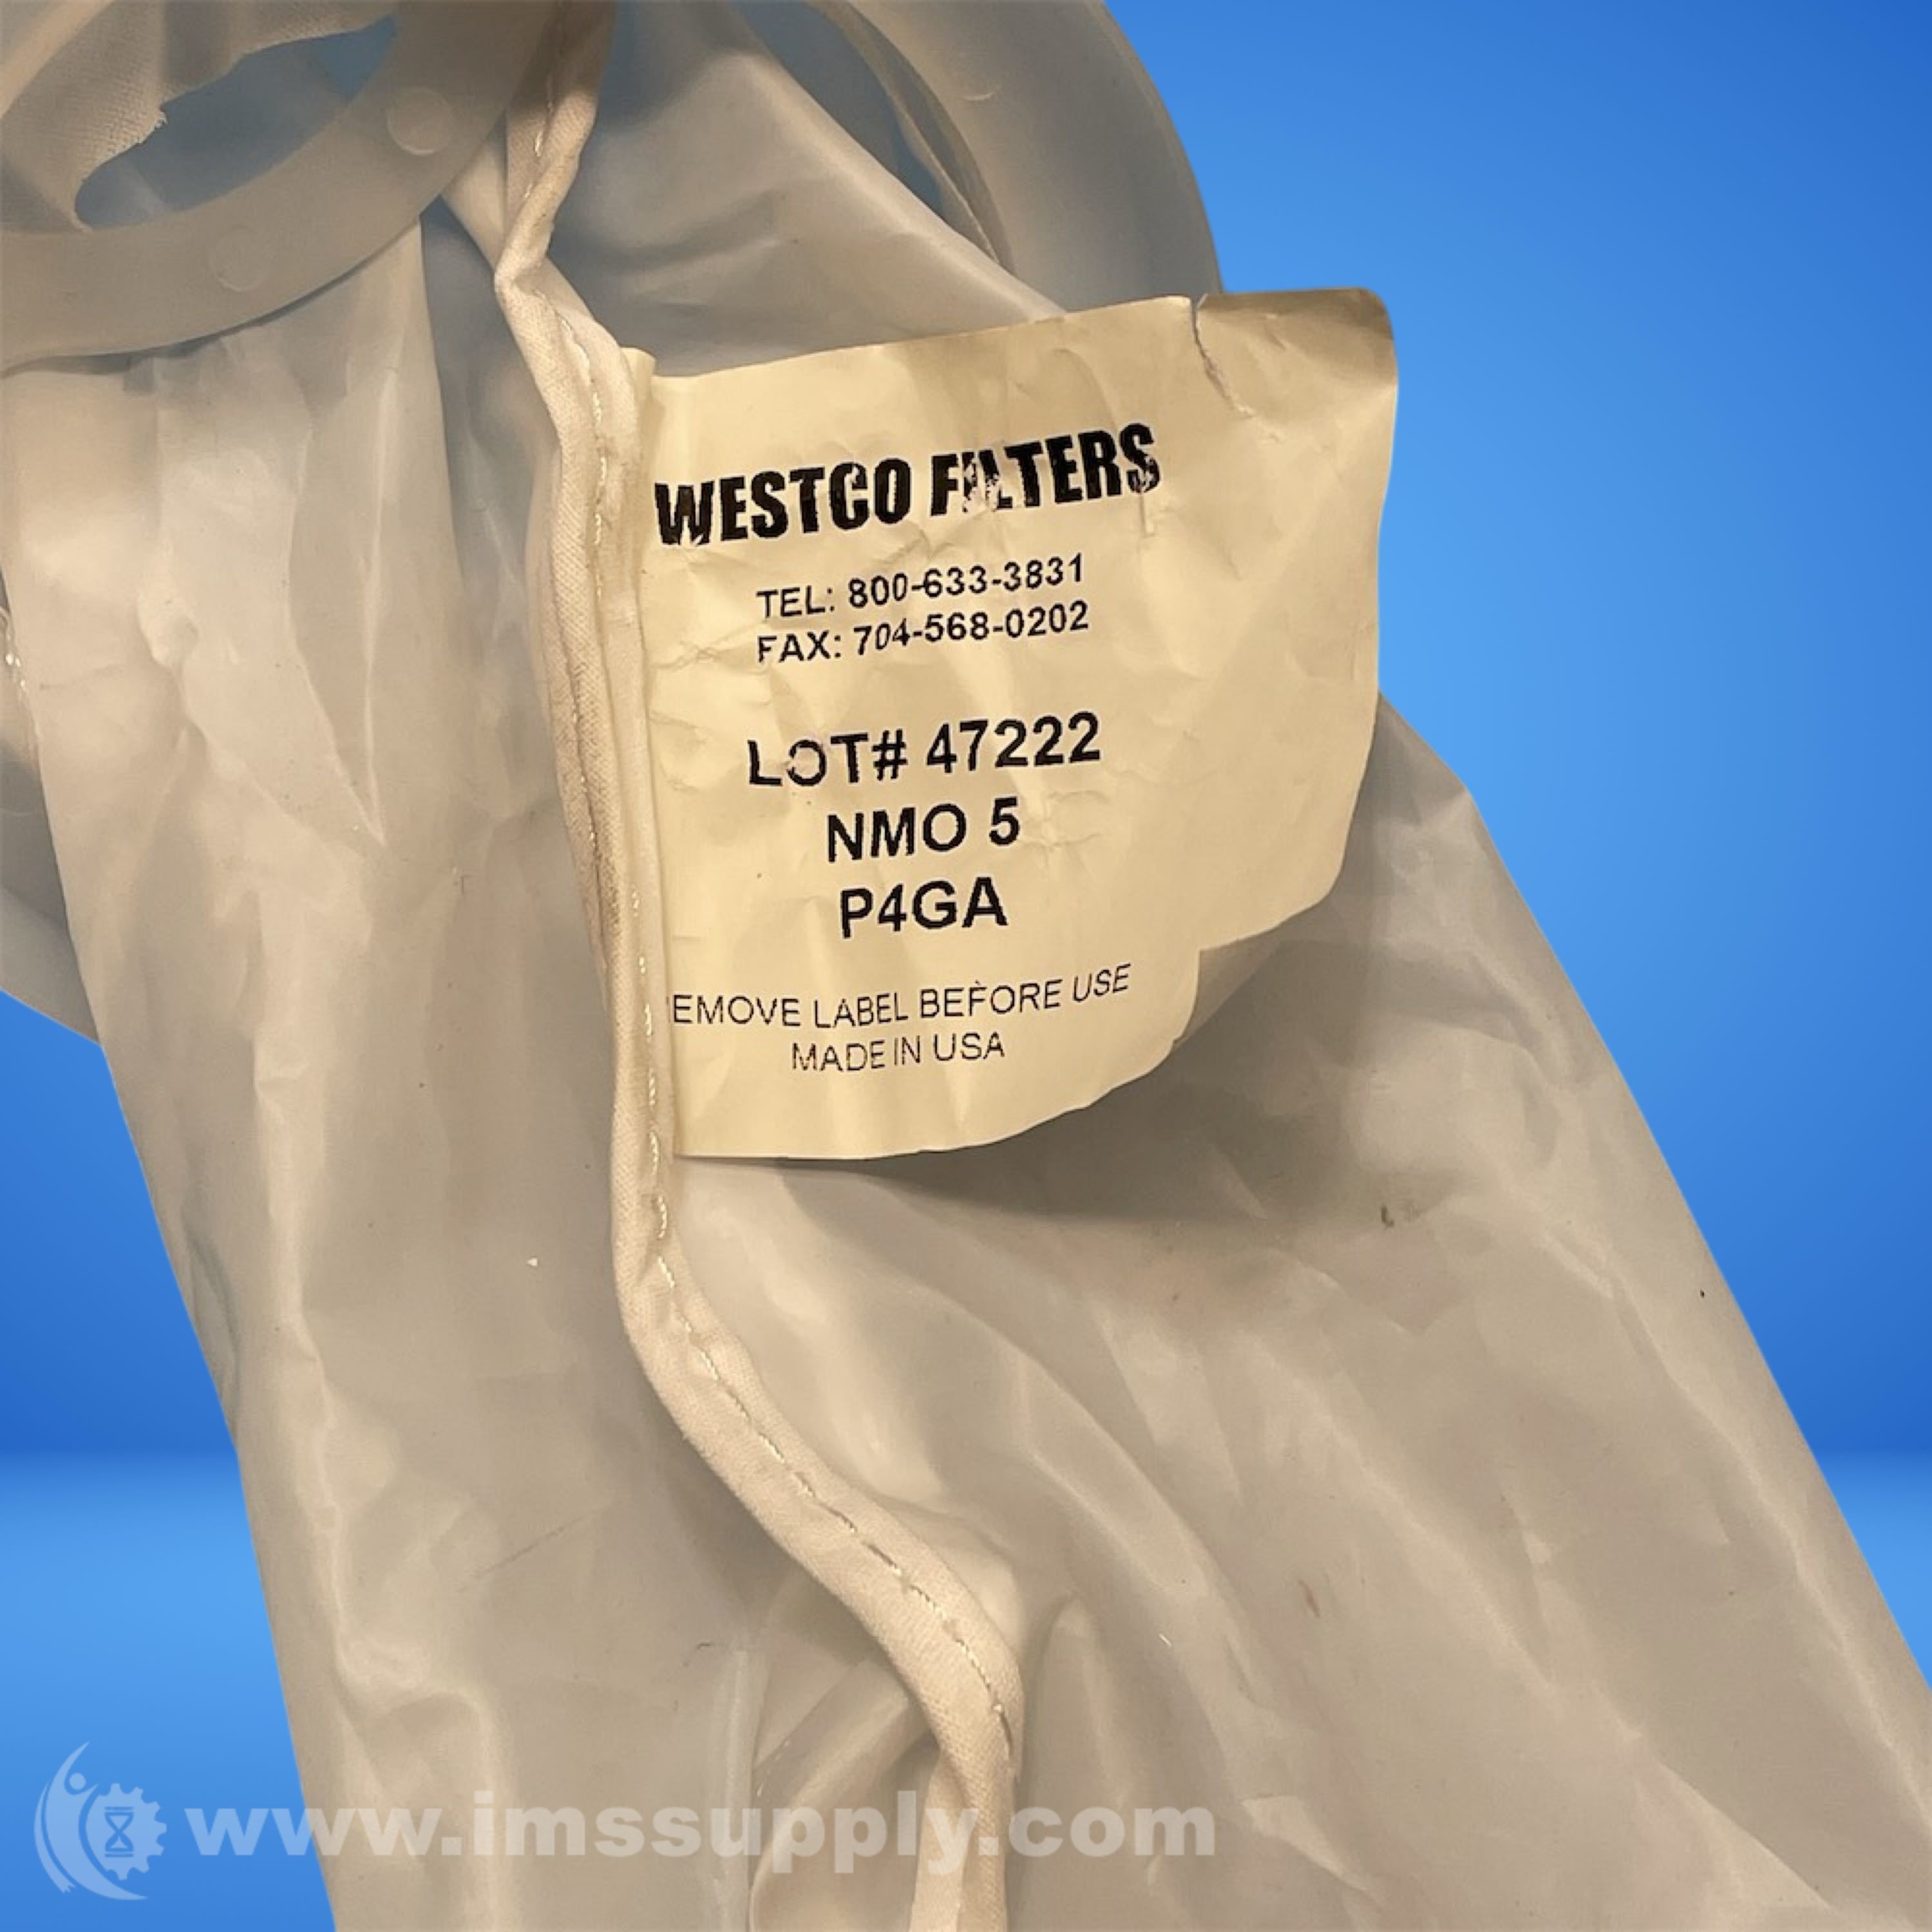 WESTCO FILTERS
TEL: 800-633-3831
FAX: 704-568-0202
LOT# 47222
NMO 5
P4GA
EMOVE LABEL BEFORE USE
MADE IN USA
www.imssupply.com